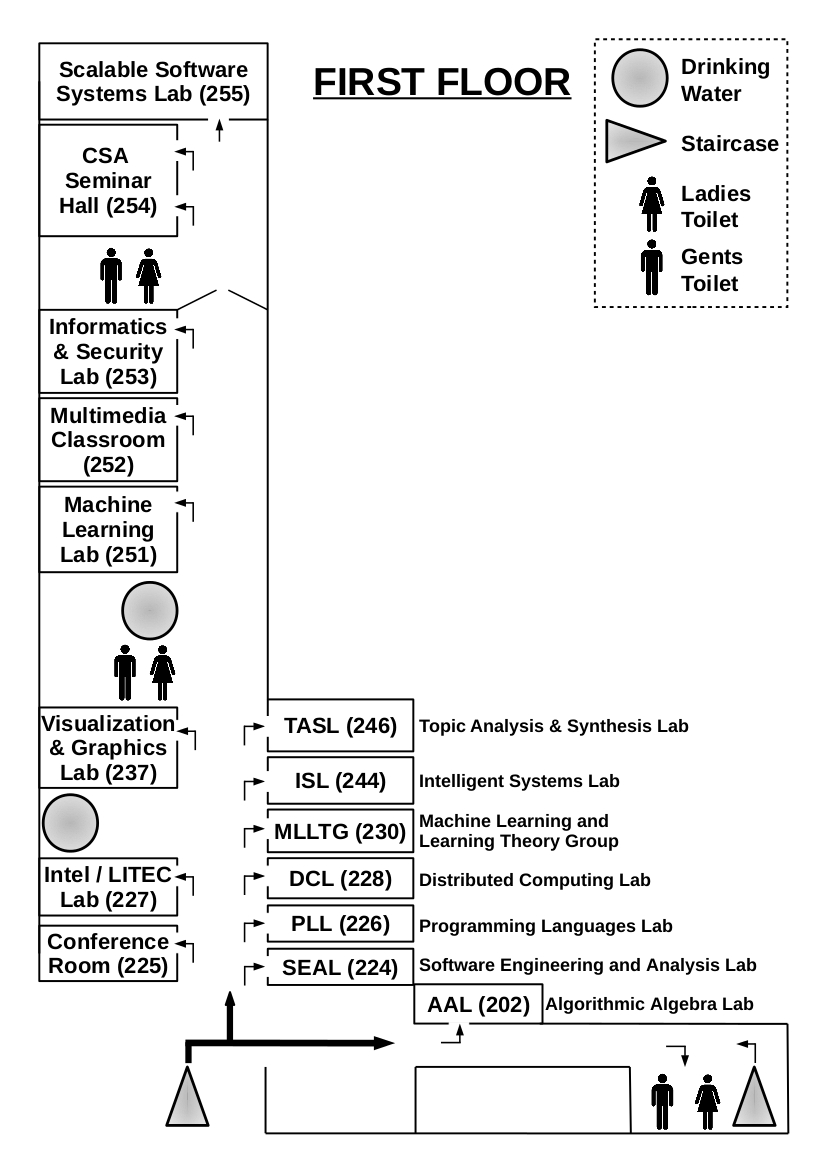 FIRST FLOOR
Drinking
Water
Staircase
Ladies
Toilet
Gents
Toilet
Scalable Software
Systems Lab (255)
CSA
Seminar
Hall (254)
Informatics
& Security
Lab (253)
Multimedia
Classroom
(252)
Machine
Learning
Lab (251)
Visualization
& Graphics
Lab (237)
Intel / LITEC
Lab (227)
Conference
Room (225)
TASL (246) Topic Analysis & Synthesis Lab
ISL (244) Intelligent Systems Lab
MLLTG (230) Machine Learning and
Learning Theory Group
DCL (228) Distributed Computing Lab
PLL (226) Programming Languages Lab
SEAL (224) Software Engineering and Analysis Lab
AAL (202) Algorithmic Algebra Lab